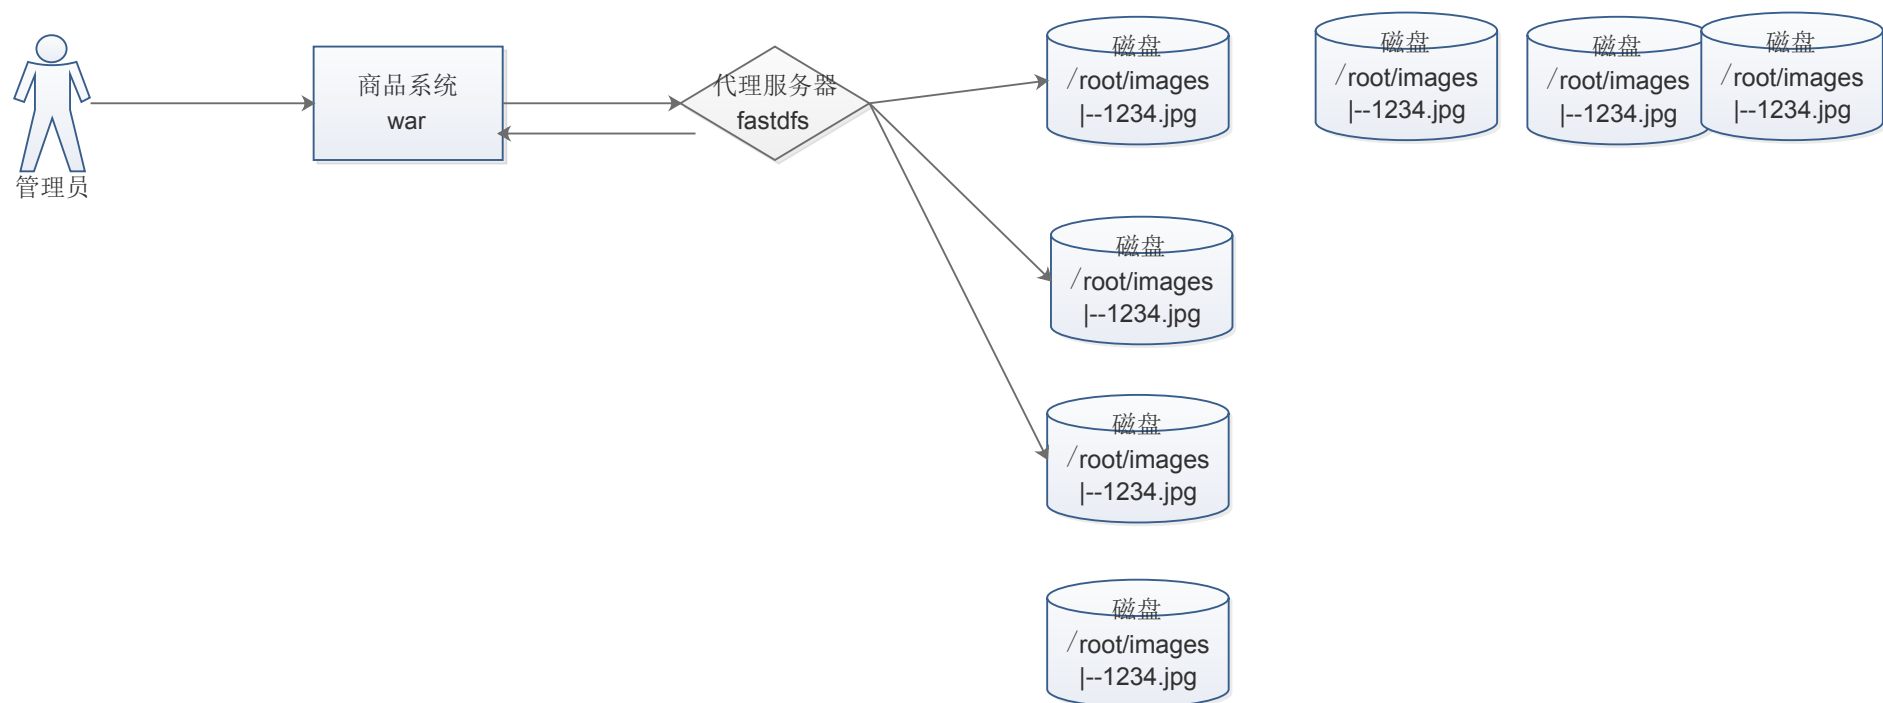 管理员
商品系统
war
代理服务器
fastdfs
磁盘
/root/images
|--1234.jpg
磁盘
/root/images
|--1234.jpg
磁盘
/root/images
|--1234.jpg
磁盘
/root/images
|--1234.jpg
磁盘
/root/images
|--1234.jpg
磁盘
/root/images
|--1234.jpg
磁盘
/root/images
|--1234.jpg